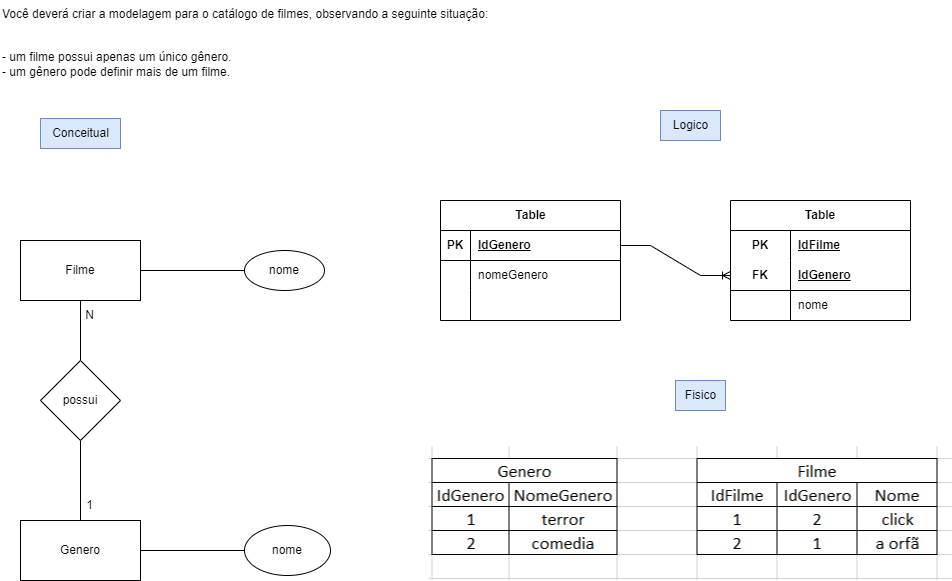 Você deverá criar a modelagem para o catálogo de filmes, observando a seguinte situação:
- um filme possui apenas um único gênero.
- um gênero pode definir mais de um filme.
Conceitual
Filme
nome
N
possui
1
Genero
nome
Logico
Table
PK IdGenero
nomeGenero
Table
PK IdFilme
FK IdGenero
nome
Fisico
Genero
IdGenero NomeGenero
1 terror
2 comedia
Filme
IdFilme IdGenero Nome
1 2 click
2 1 a orfã